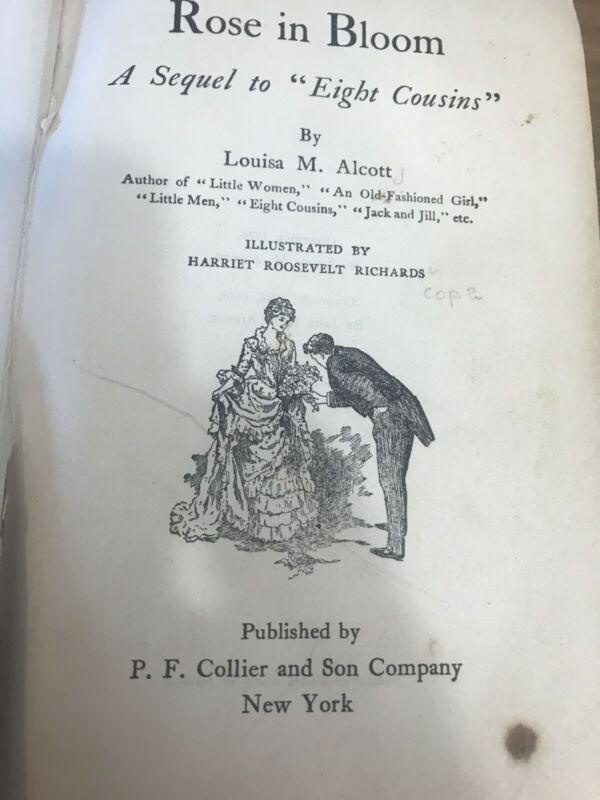 Rose in Bloom
A Sequel to "Eight Cousins"
By
Louisa M. Alcott
Author of "Little Women," "An Old-Fashioned Girl,"
"Little Men," "Eight Cousins," "Jack and Jill," etc.
ILLUSTRATED BY
HARRIET ROOSEVELT RICHARDS
cop 2
Published by
P. F. Collier and Son Company
New York